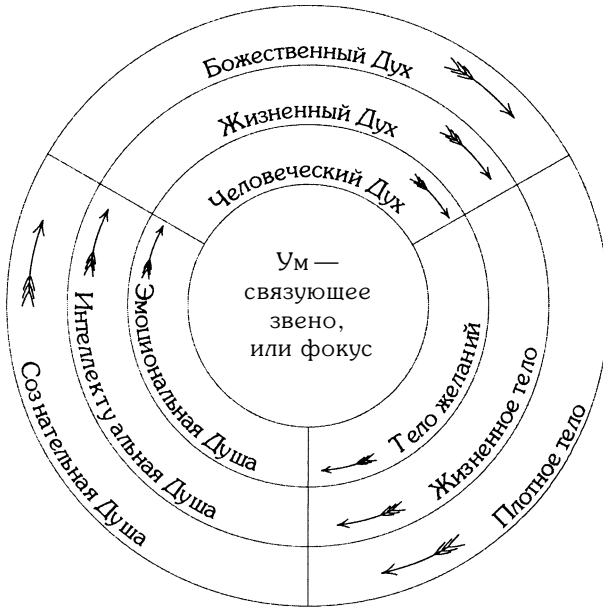 Божественный Дух
Жизненный Дух
Человеческий Дух
Ум —
связующее
звено,
или фокус
Тело желаний
Жизненное тело
Плотное тело
Эмоциональная Душа
Интеллектуальная Душа
Сознательная Душа